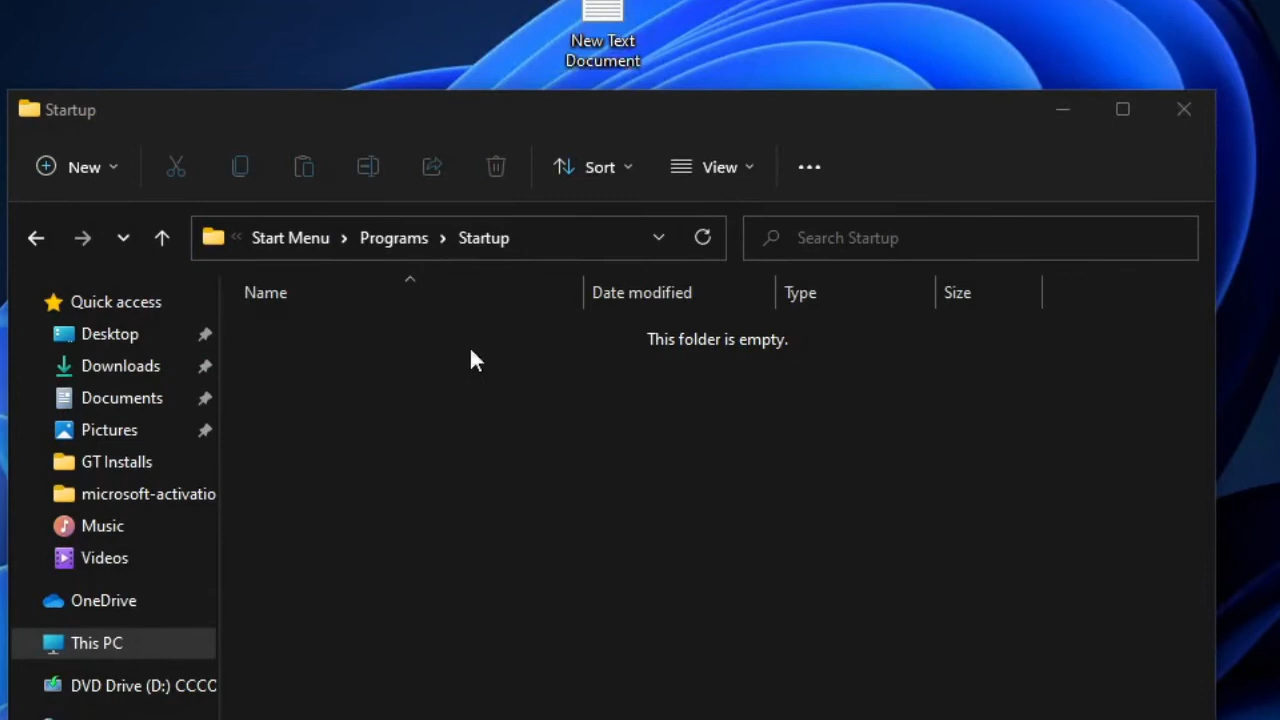 New Text
Document
Startup
New
Sort
View
Start Menu
Programs
Startup
Search Startup
Name
Date modified
Type
Size
This folder is empty.
Quick access
Desktop
Downloads
Documents
Pictures
GT Installs
microsoft-activatio
Music
Videos
OneDrive
This PC
DVD Drive (D:) CCCO